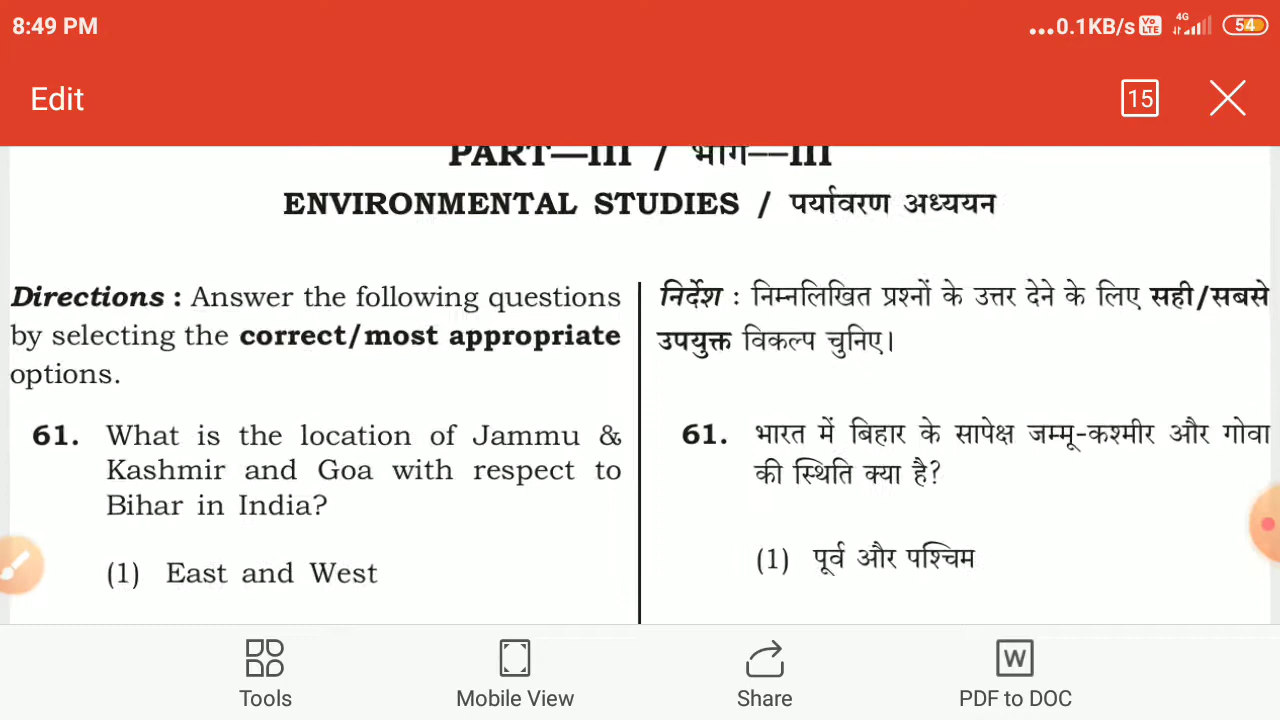 8:49 PM
...0.1KB/s Vo LTE 4G 54
Edit
15
PART—III / भाग—III
ENVIRONMENTAL STUDIES / पर्यावरण अध्ययन
Directions : Answer the following questions
by selecting the correct/most appropriate
options.
61. What is the location of Jammu &
Kashmir and Goa with respect to
Bihar in India?
(1) East and West
निर्देश : निम्नलिखित प्रश्नों के उत्तर देने के लिए सही/सबसे
उपयुक्त विकल्प चुनिए।
61. भारत में बिहार के सापेक्ष जम्मू-कश्मीर और गोवा
की स्थिति क्या है?
(1) पूर्व और पश्चिम
Tools
Mobile View
Share
W
PDF to DOC